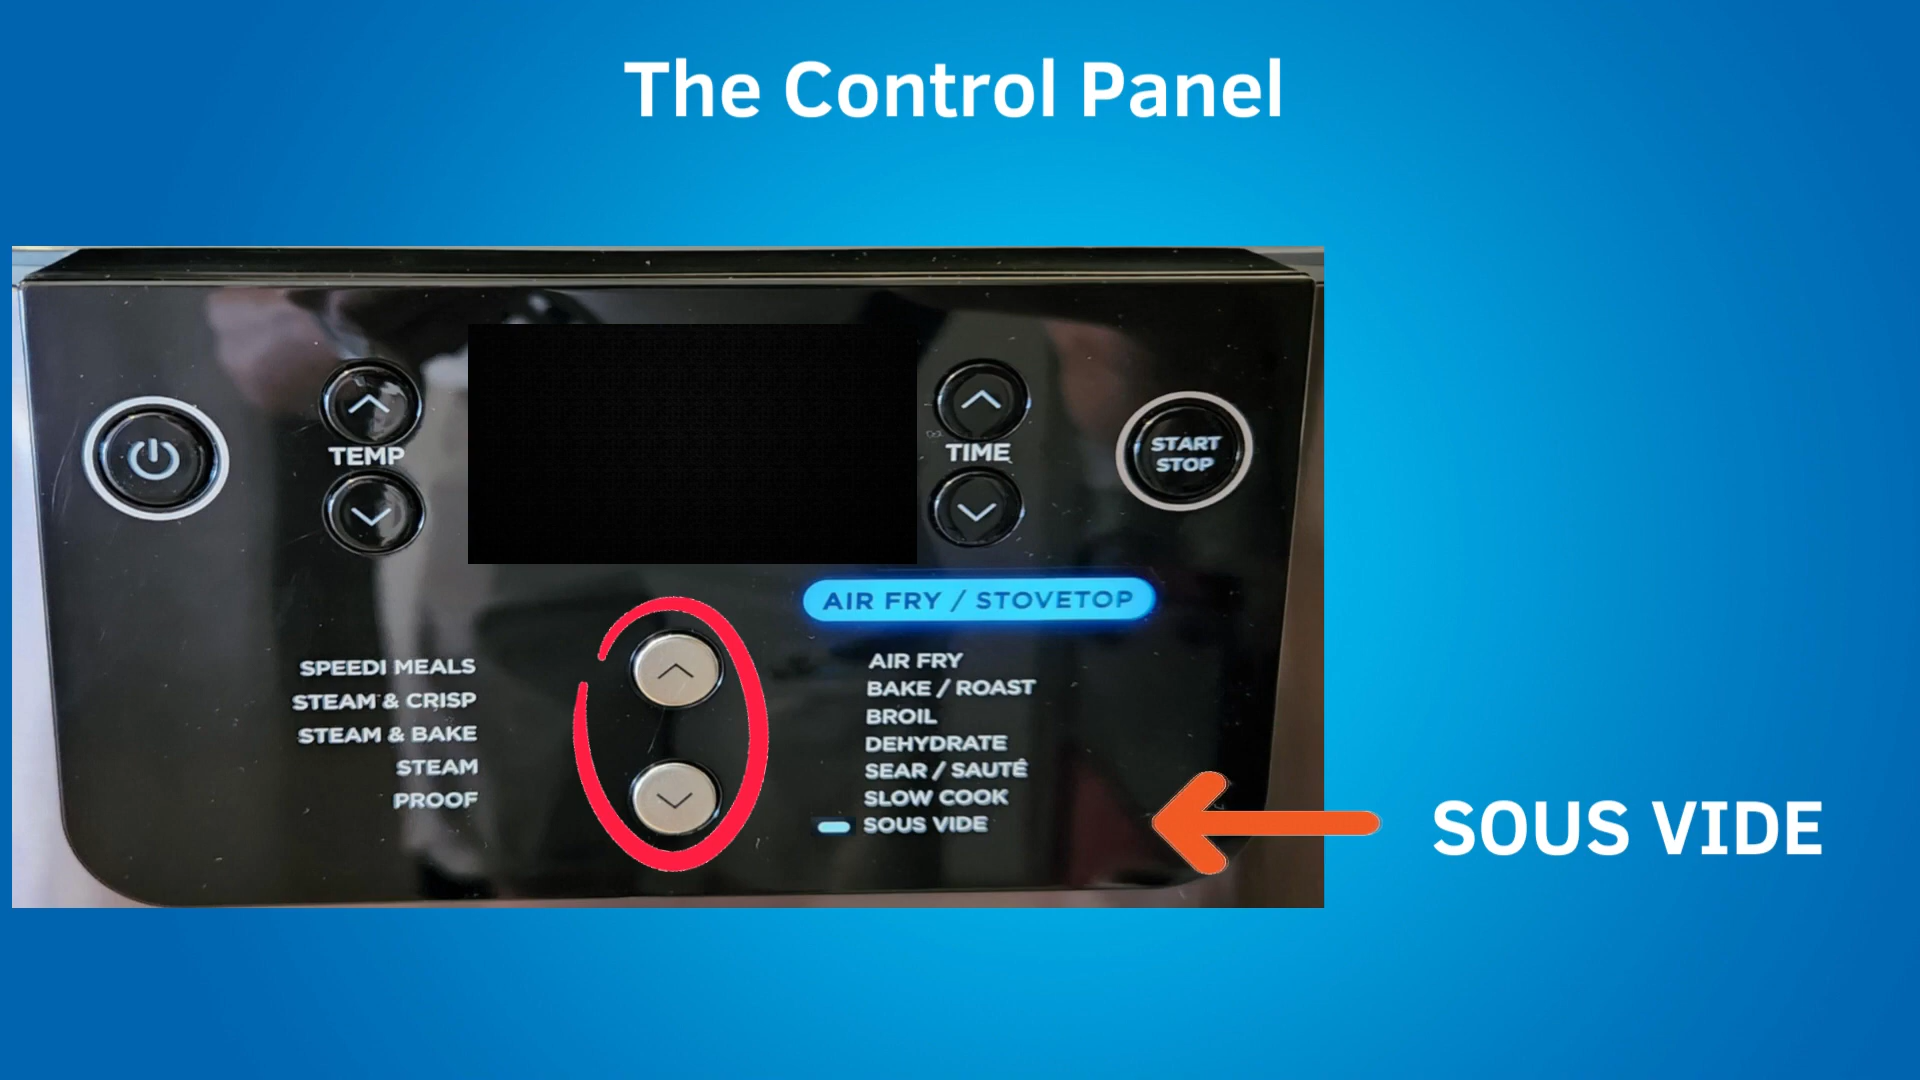 The Control Panel
TEMP
TIME
START
STOP
AIR FRY / STOVETOP
SPEEDI MEALS
STEAM & CRISP
STEAM & BAKE
STEAM
PROOF
AIR FRY
BAKE / ROAST
BROIL
DEHYDRATE
SEAR / SAUTÉ
SLOW COOK
SOUS VIDE
SOUS VIDE